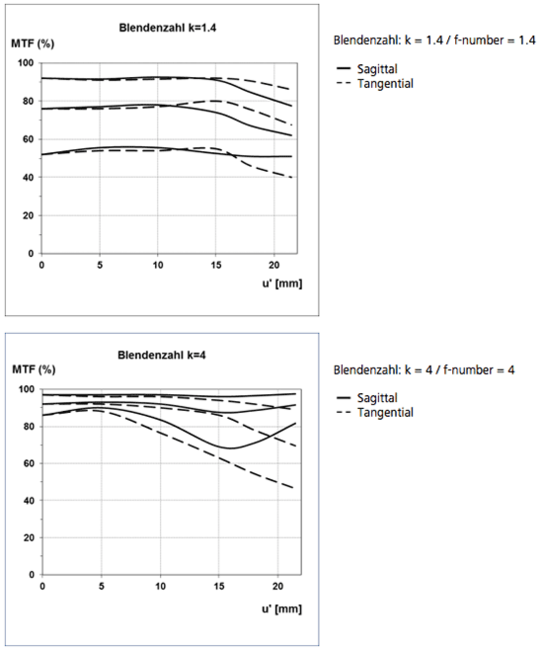 Blendenzahl k=1.4
MTF (%)
100
80
60
40
20
0
0 5 10 15 20
u' [mm]
Blendenzahl: k = 1.4 / f-number = 1.4
Sagittal
Tangential
Blendenzahl k=4
MTF (%)
100
80
60
40
20
0
0 5 10 15 20
u' [mm]
Blendenzahl: k = 4 / f-number = 4
Sagittal
Tangential